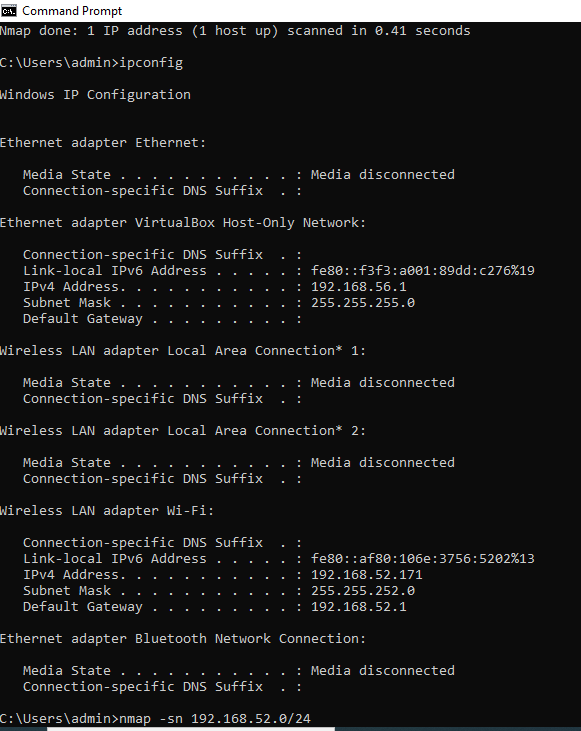 Command Prompt
Nmap done: 1 IP address (1 host up) scanned in 0.41 seconds
C:\Users\admin>ipconfig
Windows IP Configuration
Ethernet adapter Ethernet:
Media State . . . . . . . . . . . : Media disconnected
Connection-specific DNS Suffix  . :
Ethernet adapter VirtualBox Host-Only Network:
Connection-specific DNS Suffix  . :
Link-local IPv6 Address . . . . . : fe80::f3f3:a001:89dd:c276%19
IPv4 Address. . . . . . . . . . . : 192.168.56.1
Subnet Mask . . . . . . . . . . . : 255.255.255.0
Default Gateway . . . . . . . . . :
Wireless LAN adapter Local Area Connection* 1:
Media State . . . . . . . . . . . : Media disconnected
Connection-specific DNS Suffix  . :
Wireless LAN adapter Local Area Connection* 2:
Media State . . . . . . . . . . . : Media disconnected
Connection-specific DNS Suffix  . :
Wireless LAN adapter Wi-Fi:
Connection-specific DNS Suffix  . :
Link-local IPv6 Address . . . . . : fe80::af80:106e:3756:5202%13
IPv4 Address. . . . . . . . . . . : 192.168.52.171
Subnet Mask . . . . . . . . . . . : 255.255.252.0
Default Gateway . . . . . . . . . : 192.168.52.1
Ethernet adapter Bluetooth Network Connection:
Media State . . . . . . . . . . . : Media disconnected
Connection-specific DNS Suffix  . :
C:\Users\admin>nmap -sn 192.168.52.0/24